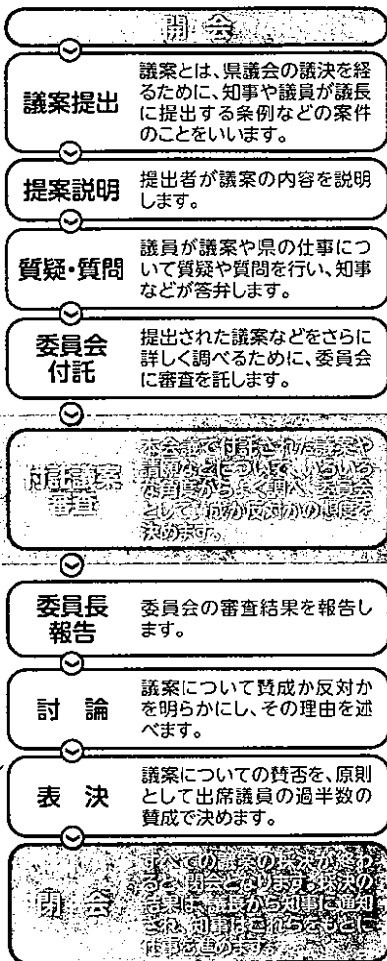 開会
議案提出
議案とは、県議会の議決を経
るために、知事や議員が議長
に提出する条例などの案件
のことをいいます。
提案説明
提出者が議案の内容を説明
します。
質疑・質問
議員が議案や県の仕事につ
いて質疑や質問を行い、知事
などが答弁します。
委員会
付託
提出された議案などをさらに
詳しく調べるために、委員会
に審査を託します。
付託議案
審査
本会議で付託された議案や
請願などについて、いろいろ
な角度からよく調べ、委員会
として賛成か反対かの態度を
決めます。
委員長
報告
委員会の審査結果を報告し
ます。
討論
議案について賛成か反対か
を明らかにし、その理由を述
べます。
表決
議案についての賛否を、原則
として出席議員の過半数の
賛成で決めます。
閉会
すべての議案の採決が終わ
ると、閉会となります。採決の
結果は、議長から知事に通知
され、知事はこれらをもとに
仕事を進めます。